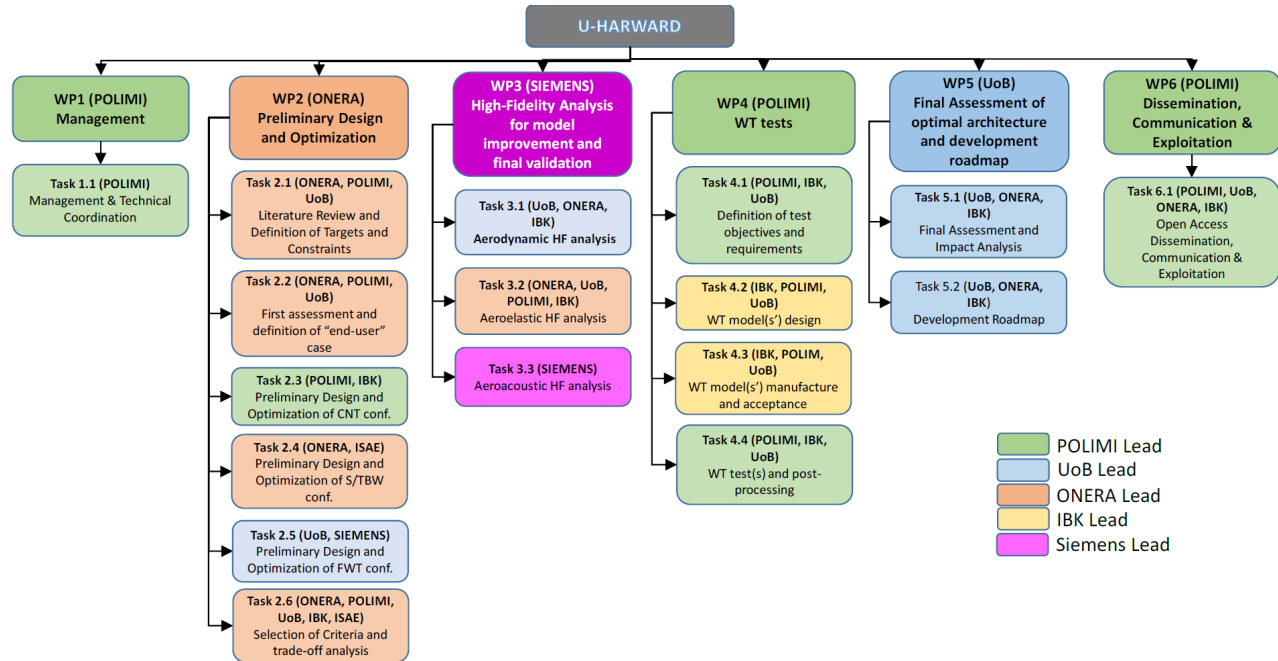 U-HARWARD
WP1 (POLIMI)
Management
Task 1.1 (POLIMI)
Management & Technical
Coordination
WP2 (ONERA)
Preliminary Design
and Optimization
Task 2.1 (ONERA, POLIMI,
UoB)
Literature Review and
Definition of Targets and
Constraints
Task 2.2 (ONERA, POLIMI,
UoB)
First assessment and
definition of “end-user”
case
Task 2.3 (POLIMI, IBK)
Preliminary Design and
Optimization of CNT conf.
Task 2.4 (ONERA, ISAE)
Preliminary Design and
Optimization of S/TBW
conf.
Task 2.5 (UoB, SIEMENS)
Preliminary Design and
Optimization of FWT conf.
Task 2.6 (ONERA, POLIMI,
UoB, IBK, ISAE)
Selection of Criteria and
trade-off analysis
WP3 (SIEMENS)
High-Fidelity Analysis
for model
improvement and
final validation
Task 3.1 (UoB, ONERA,
IBK)
Aerodynamic HF analysis
Task 3.2 (ONERA, UoB,
POLIMI, IBK)
Aeroelastic HF analysis
Task 3.3 (SIEMENS)
Aeroacoustic HF analysis
WP4 (POLIMI)
WT tests
Task 4.1 (POLIMI, IBK,
UoB)
Definition of test
objectives and
requirements
Task 4.2 (IBK, POLIMI,
UoB)
WT model(s’) design
Task 4.3 (IBK, POLIM,
UoB)
WT model(s’) manufacture
and acceptance
Task 4.4 (POLIMI, IBK,
UoB)
WT test(s) and post-
processing
WP5 (UoB)
Final Assessment of
optimal architecture
and development
roadmap
Task 5.1 (UoB, ONERA,
IBK)
Final Assessment and
Impact Analysis
Task 5.2 (UoB, ONERA,
IBK)
Development Roadmap
WP6 (POLIMI)
Dissemination,
Communication &
Exploitation
Task 6.1 (POLIMI, UoB,
ONERA, IBK)
Open Access
Dissemination,
Communication &
Exploitation
POLIMI Lead
UoB Lead
ONERA Lead
IBK Lead
Siemens Lead